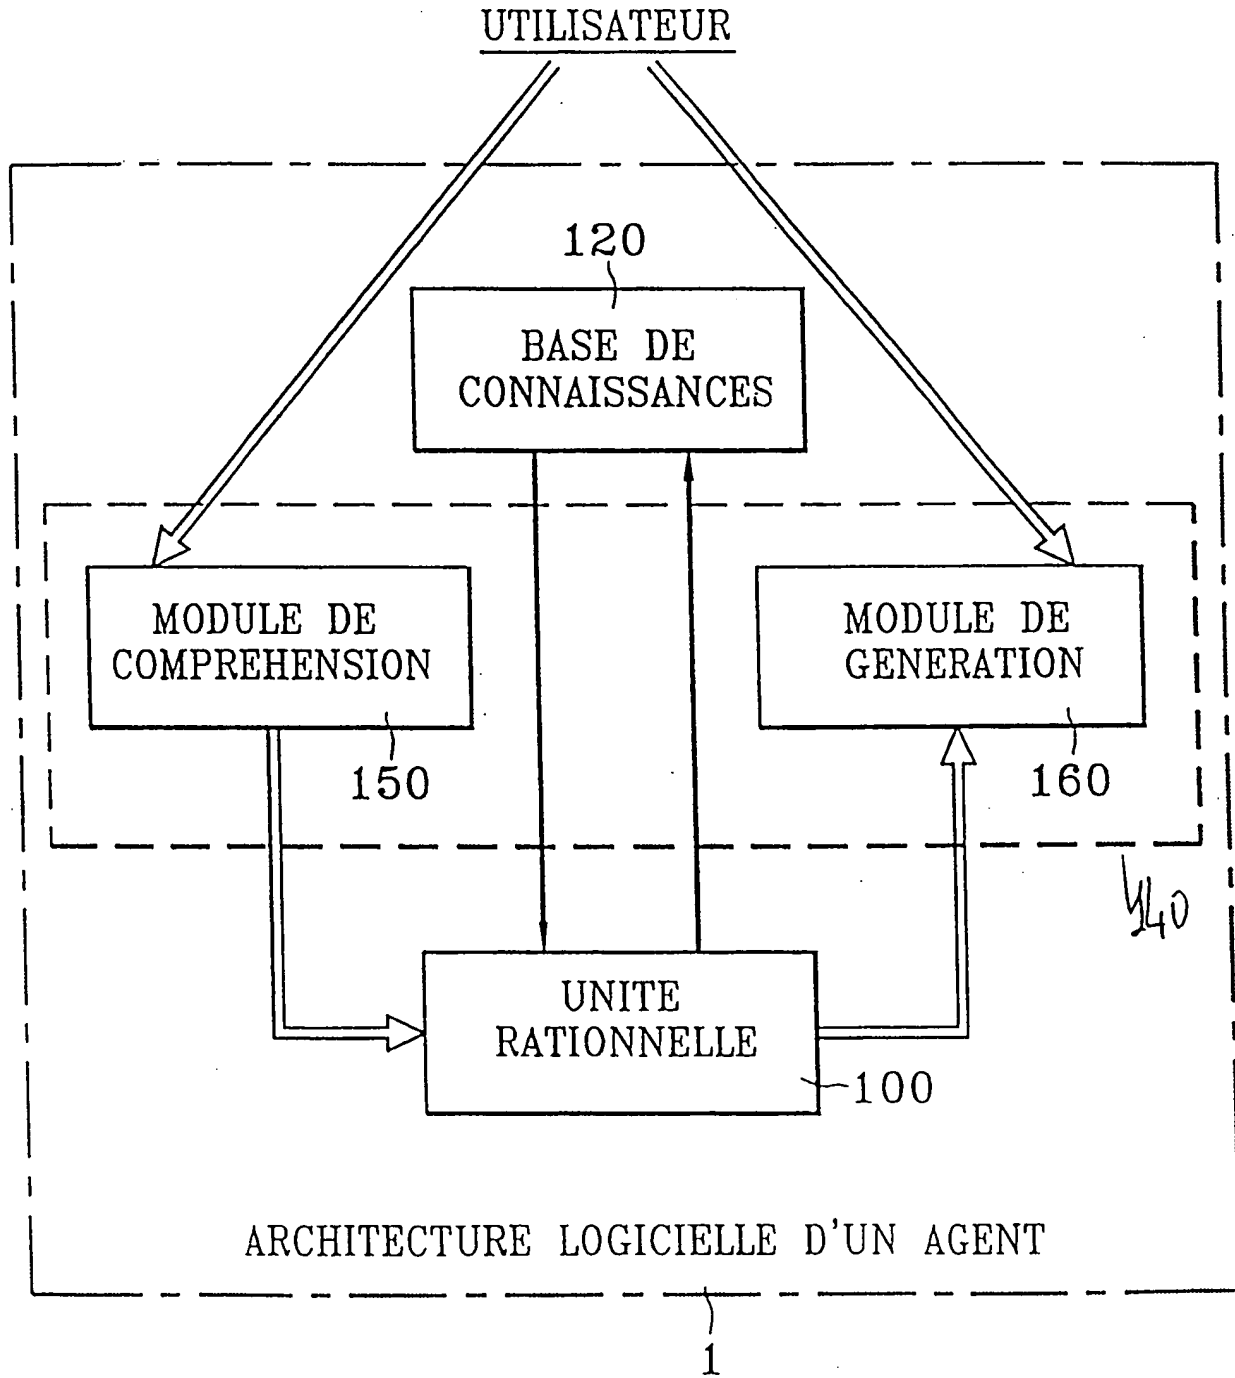 UTILISATEUR
120
BASE DE
CONNAISSANCES
MODULE DE
COMPREHENSION
150
MODULE DE
GENERATION
160
140
UNITE
RATIONNELLE
100
ARCHITECTURE LOGICIELLE D'UN AGENT
1